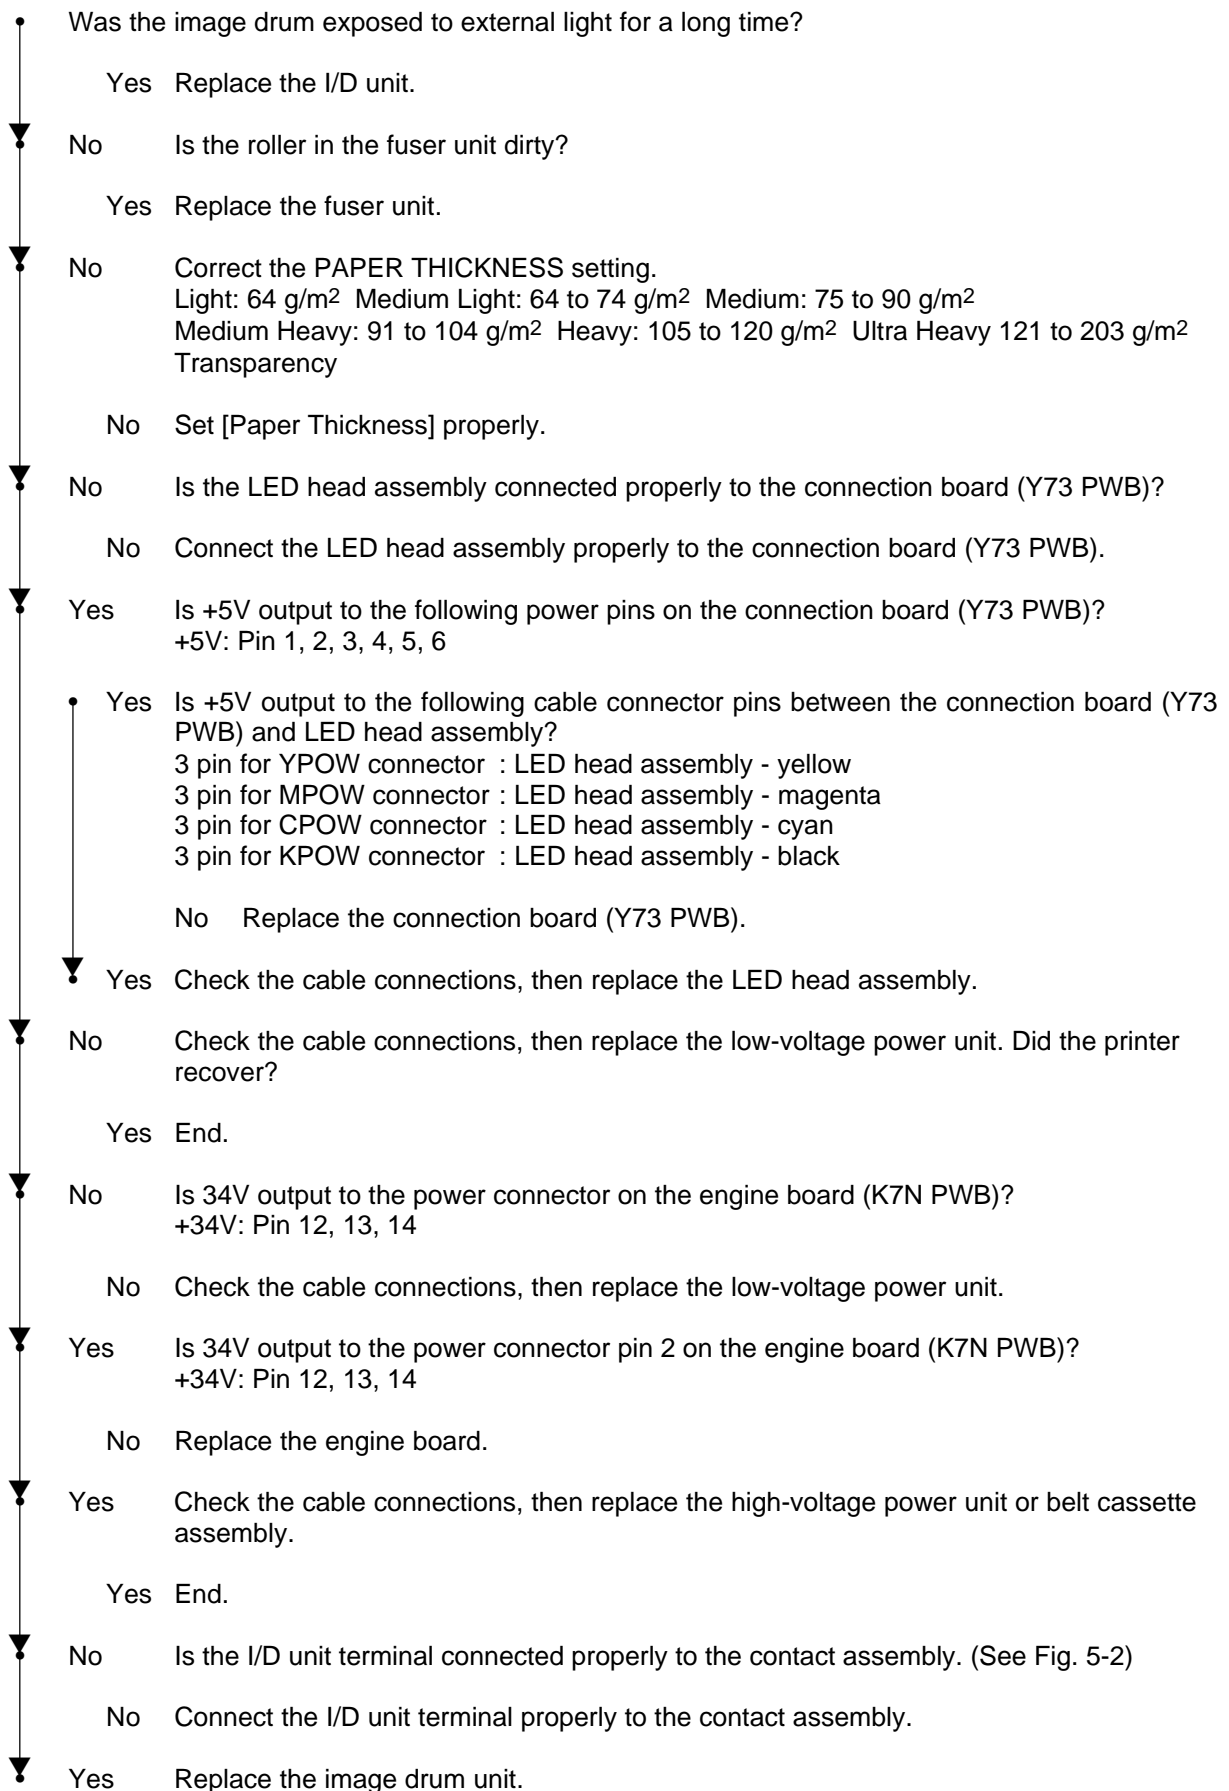 Was the image drum exposed to external light for a long time?
Yes Replace the I/D unit.
No Is the roller in the fuser unit dirty?
Yes Replace the fuser unit.
No Correct the PAPER THICKNESS setting.
Light: 64 g/m2 Medium Light: 64 to 74 g/m2 Medium: 75 to 90 g/m2
Medium Heavy: 91 to 104 g/m2 Heavy: 105 to 120 g/m2 Ultra Heavy 121 to 203 g/m2
Transparency
No Set [Paper Thickness] properly.
No Is the LED head assembly connected properly to the connection board (Y73 PWB)?
No Connect the LED head assembly properly to the connection board (Y73 PWB).
Yes Is +5V output to the following power pins on the connection board (Y73 PWB)?
+5V: Pin 1, 2, 3, 4, 5, 6
Yes Is +5V output to the following cable connector pins between the connection board (Y73
PWB) and LED head assembly?
3 pin for YPOW connector : LED head assembly - yellow
3 pin for MPOW connector : LED head assembly - magenta
3 pin for CPOW connector : LED head assembly - cyan
3 pin for KPOW connector : LED head assembly - black
No Replace the connection board (Y73 PWB).
Yes Check the cable connections, then replace the LED head assembly.
No Check the cable connections, then replace the low-voltage power unit. Did the printer
recover?
Yes End.
No Is 34V output to the power connector on the engine board (K7N PWB)?
+34V: Pin 12, 13, 14
No Check the cable connections, then replace the low-voltage power unit.
Yes Is 34V output to the power connector pin 2 on the engine board (K7N PWB)?
+34V: Pin 12, 13, 14
No Replace the engine board.
Yes Check the cable connections, then replace the high-voltage power unit or belt cassette
assembly.
Yes End.
No Is the I/D unit terminal connected properly to the contact assembly. (See Fig. 5-2)
No Connect the I/D unit terminal properly to the contact assembly.
Yes Replace the image drum unit.